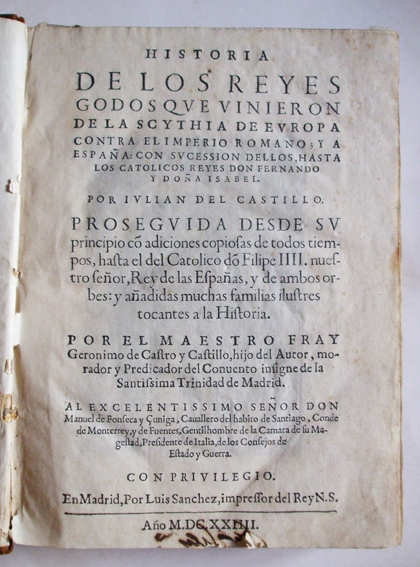 HISTORIA
DE LOS REYES
GODOS QVE VINIERON
DE LA SCYTHIA DE EVROPA
CONTRA EL IMPERIO ROMANO; Y A
ESPAÑA: CON SVCESSION DELLOS, HASTA
LOS CATOLICOS REYES DON FERNANDO
Y DOÑA ISABEL.
POR IVLIAN DEL CASTILLO.
PROSEGVIDA DESDE SV
principio cõ adiciones copiosas de todos tiem-
pos, hasta el del Catolico dõ Filipe IIII. nues-
tro señor, Rey de las Españas, y de ambos or-
bes: y añadidas muchas familias ilustres
tocantes a la Historia.
POR EL MAESTRO FRAY
Geronimo de Castro y Castillo, hijo del Autor, mo-
rador y Predicador del Conuento insigne de la
Santissima Trinidad de Madrid.
AL EXCELENTISSIMO SEÑOR DON
Manuel de Fonseca y Çuniga, Cauallero del habito de Santiago, Conde
de Monterrey, y de Fuentes, Gentilhombre de la Camara de su Ma-
gestad, Presidente de Italia, de los Consejos de
Estado y Guerra.
CON PRIVILEGIO.
En Madrid, Por Luis Sanchez, impressor del Rey N.S.
Año M.DC.XXIIII.